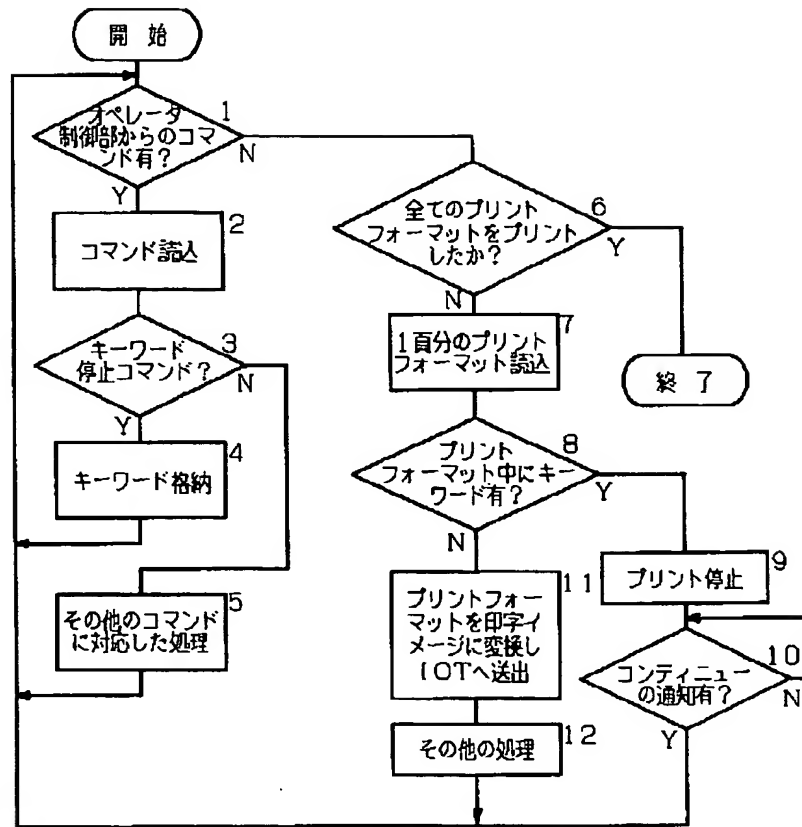 開 始
1
オペレータ
制御部からのコマ
ンド有?
N
Y
2
コマンド読込
3
キーワード
停止コマンド?
N
Y
4
キーワード格納
5
その他のコマンド
に対応した処理
6
全てのプリント
フォーマットをプリント
したか?
Y
N
7
1頁分のプリント
フォーマット読込
終 了
8
プリント
フォーマット中にキー
ワード有?
Y
N
9
プリント停止
11
プリントフォー
マットを印字イ
メージに変換し
IOTへ送出
10
コンティニュー
の通知有?
N
Y
12
その他の処理